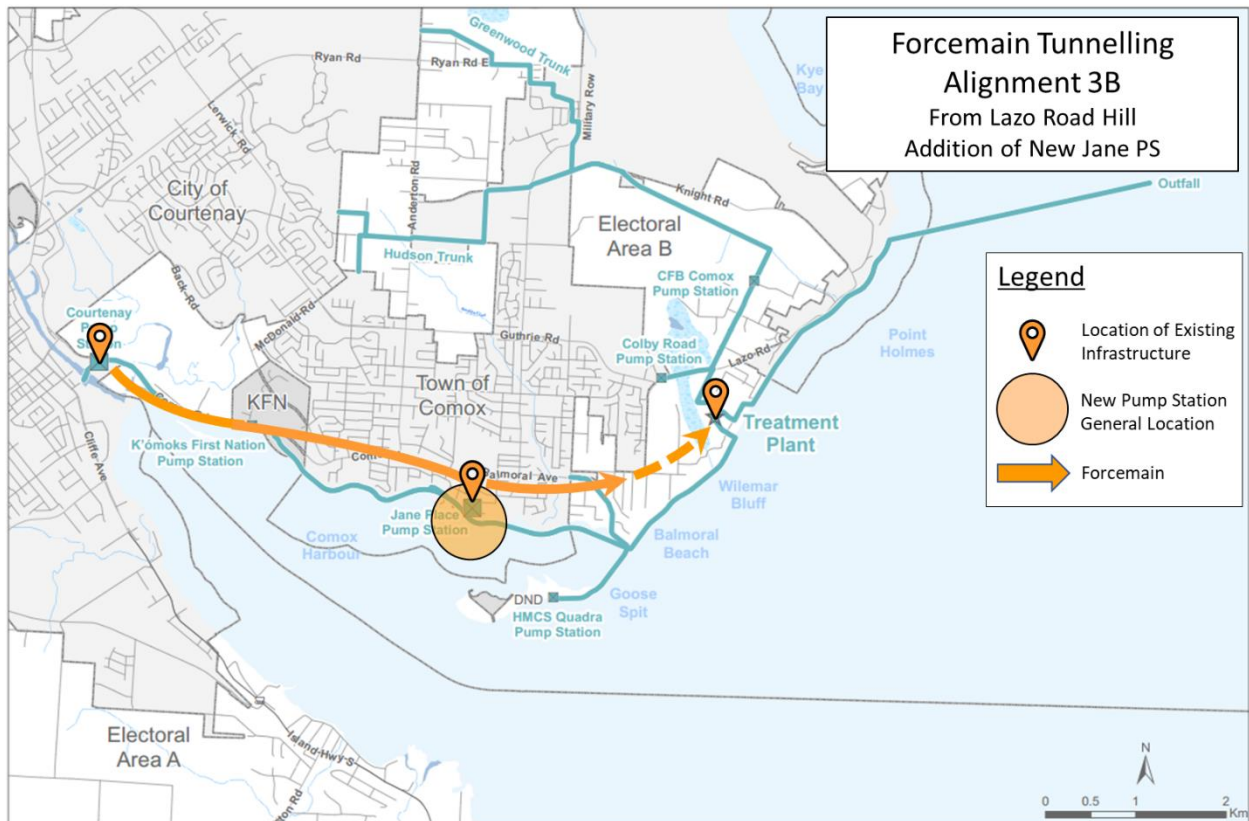 Forcemain Tunnelling
Alignment 3B
From Lazo Road Hill
Addition of New Jane PS
Greenwood Trunk
Ryan Rd E
Ryan Rd
Military Row
Kye
Bay
Lerwick Rd
City of
Courtenay
Anderton Rd
Knight Rd
Outfall
Electoral
Area B
Hudson Trunk
CFB Comox
Pump Station
Back Rd
McDonald Rd
Courtenay
Station
Guthrie Rd
Colby Road
Pump Station
Lazo Rd
Point
Holmes
Town of
Comox
KFN
K'ómoks First Nation
Pump Station
Treatment
Plant
Cliffe Ave
Balmoral Ave
Wilemar
Bluff
Jane Place
Pump Station
Comox
Harbour
Balmoral
Beach
Goose
Spit
DND
HMCS Quadra
Pump Station
Electoral
Area A
Island-Hwy-S
Legend
Location of Existing
Infrastructure
New Pump Station
General Location
Forcemain
N
0 0.5 1 2
Km